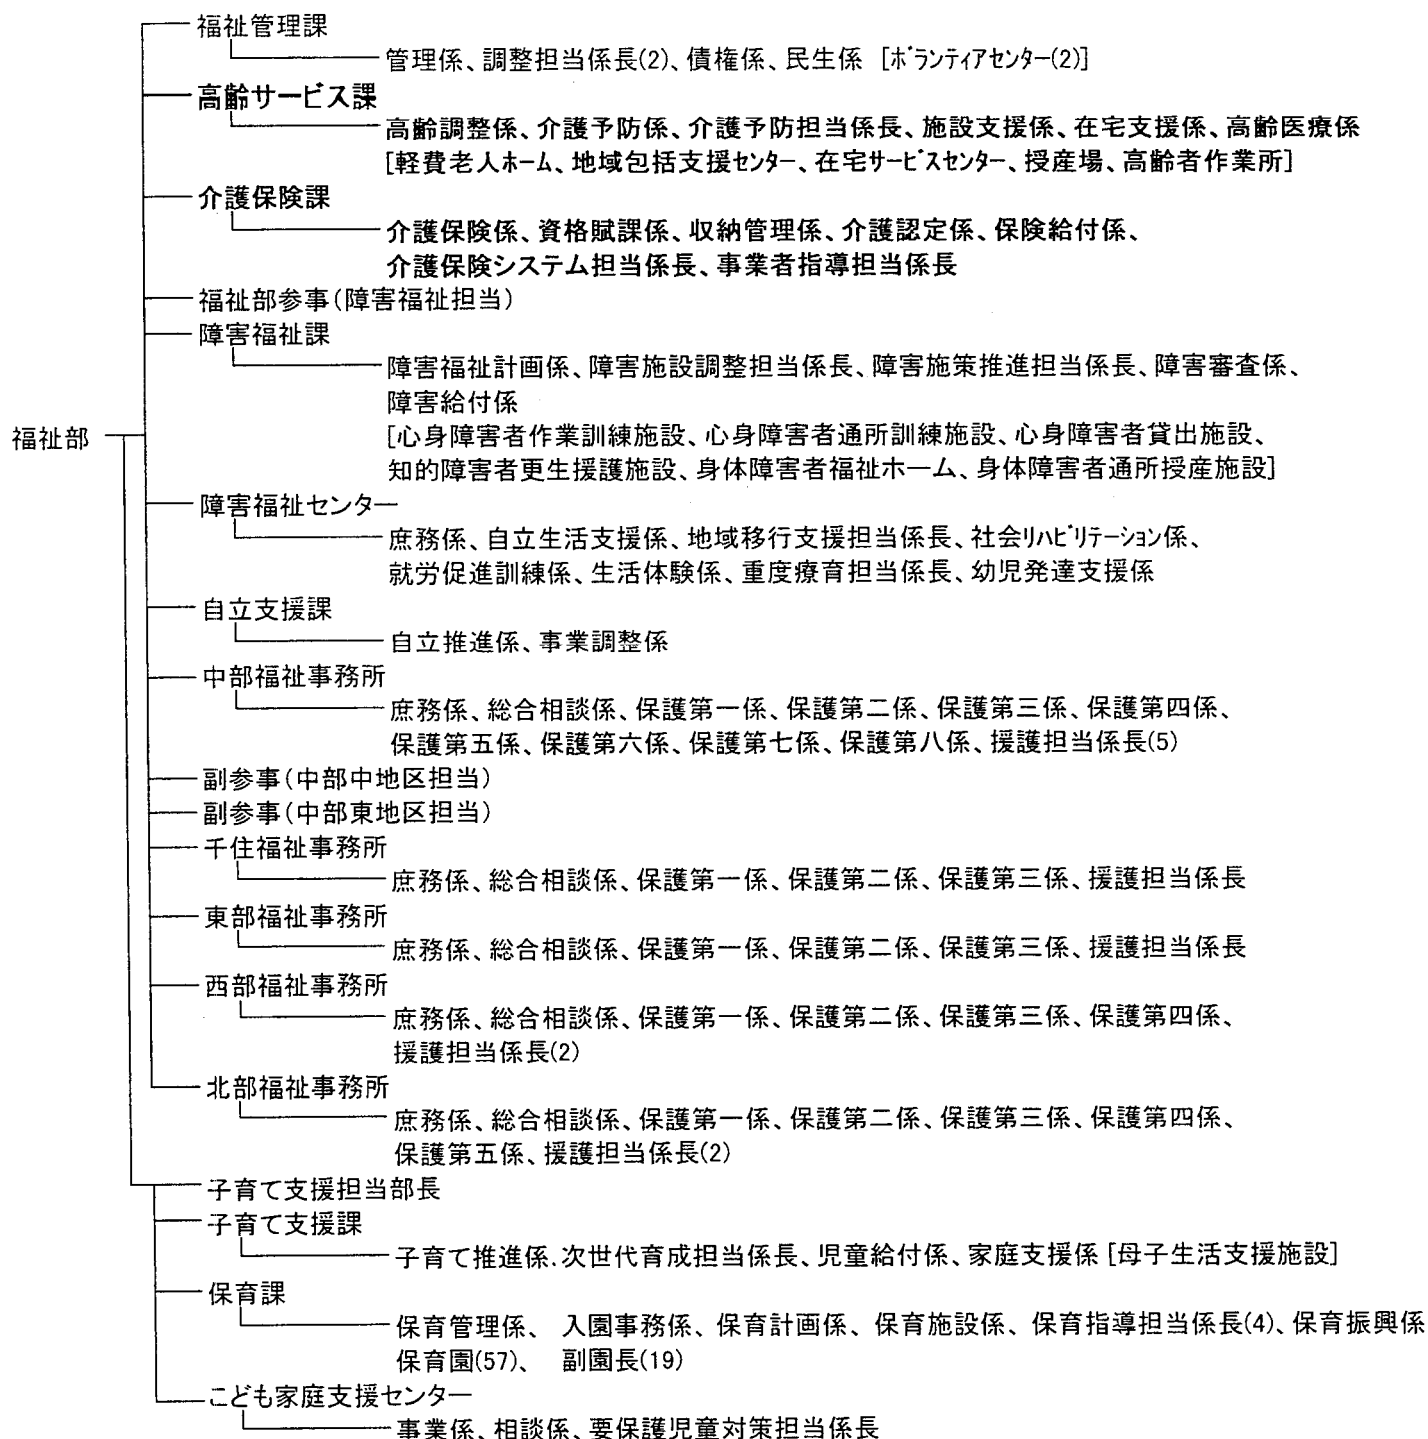 福祉管理課
管理係、調整担当係長(2)、債権係、民生係 [ボランティアセンター(2)]
高齢サービス課
高齢調整係、介護予防係、介護予防担当係長、施設支援係、在宅支援係、高齢医療係
[軽費老人ホーム、地域包括支援センター、在宅サービスセンター、授産場、高齢者作業所]
介護保険課
介護保険係、資格賦課係、収納管理係、介護認定係、保険給付係、
介護保険システム担当係長、事業者指導担当係長
福祉部参事(障害福祉担当)
障害福祉課
障害福祉計画係、障害施設調整担当係長、障害施策推進担当係長、障害審査係、
障害給付係
福祉部
[心身障害者作業訓練施設、心身障害者通所訓練施設、心身障害者貸出施設、
知的障害者更生援護施設、身体障害者福祉ホーム、身体障害者通所授産施設]
障害福祉センター
庶務係、自立生活支援係、地域移行支援担当係長、社会リハビリテーション係、
就労促進訓練係、生活体験係、重度療育担当係長、幼児発達支援係
自立支援課
自立推進係、事業調整係
中部福祉事務所
庶務係、総合相談係、保護第一係、保護第二係、保護第三係、保護第四係、
保護第五係、保護第六係、保護第七係、保護第八係、援護担当係長(5)
副参事(中部中地区担当)
副参事(中部東地区担当)
千住福祉事務所
庶務係、総合相談係、保護第一係、保護第二係、保護第三係、援護担当係長
東部福祉事務所
庶務係、総合相談係、保護第一係、保護第二係、保護第三係、援護担当係長
西部福祉事務所
庶務係、総合相談係、保護第一係、保護第二係、保護第三係、保護第四係、
援護担当係長(2)
北部福祉事務所
庶務係、総合相談係、保護第一係、保護第二係、保護第三係、保護第四係、
保護第五係、援護担当係長(2)
子育て支援担当部長
子育て支援課
子育て推進係.次世代育成担当係長、児童給付係、家庭支援係 [母子生活支援施設]
保育課
保育管理係、 入園事務係、保育計画係、 保育施設係、保育指導担当係長(4)、保育振興係
保育園(57)、 副園長(19)
こども家庭支援センター
事業係、相談係、要保護児童対策担当係長